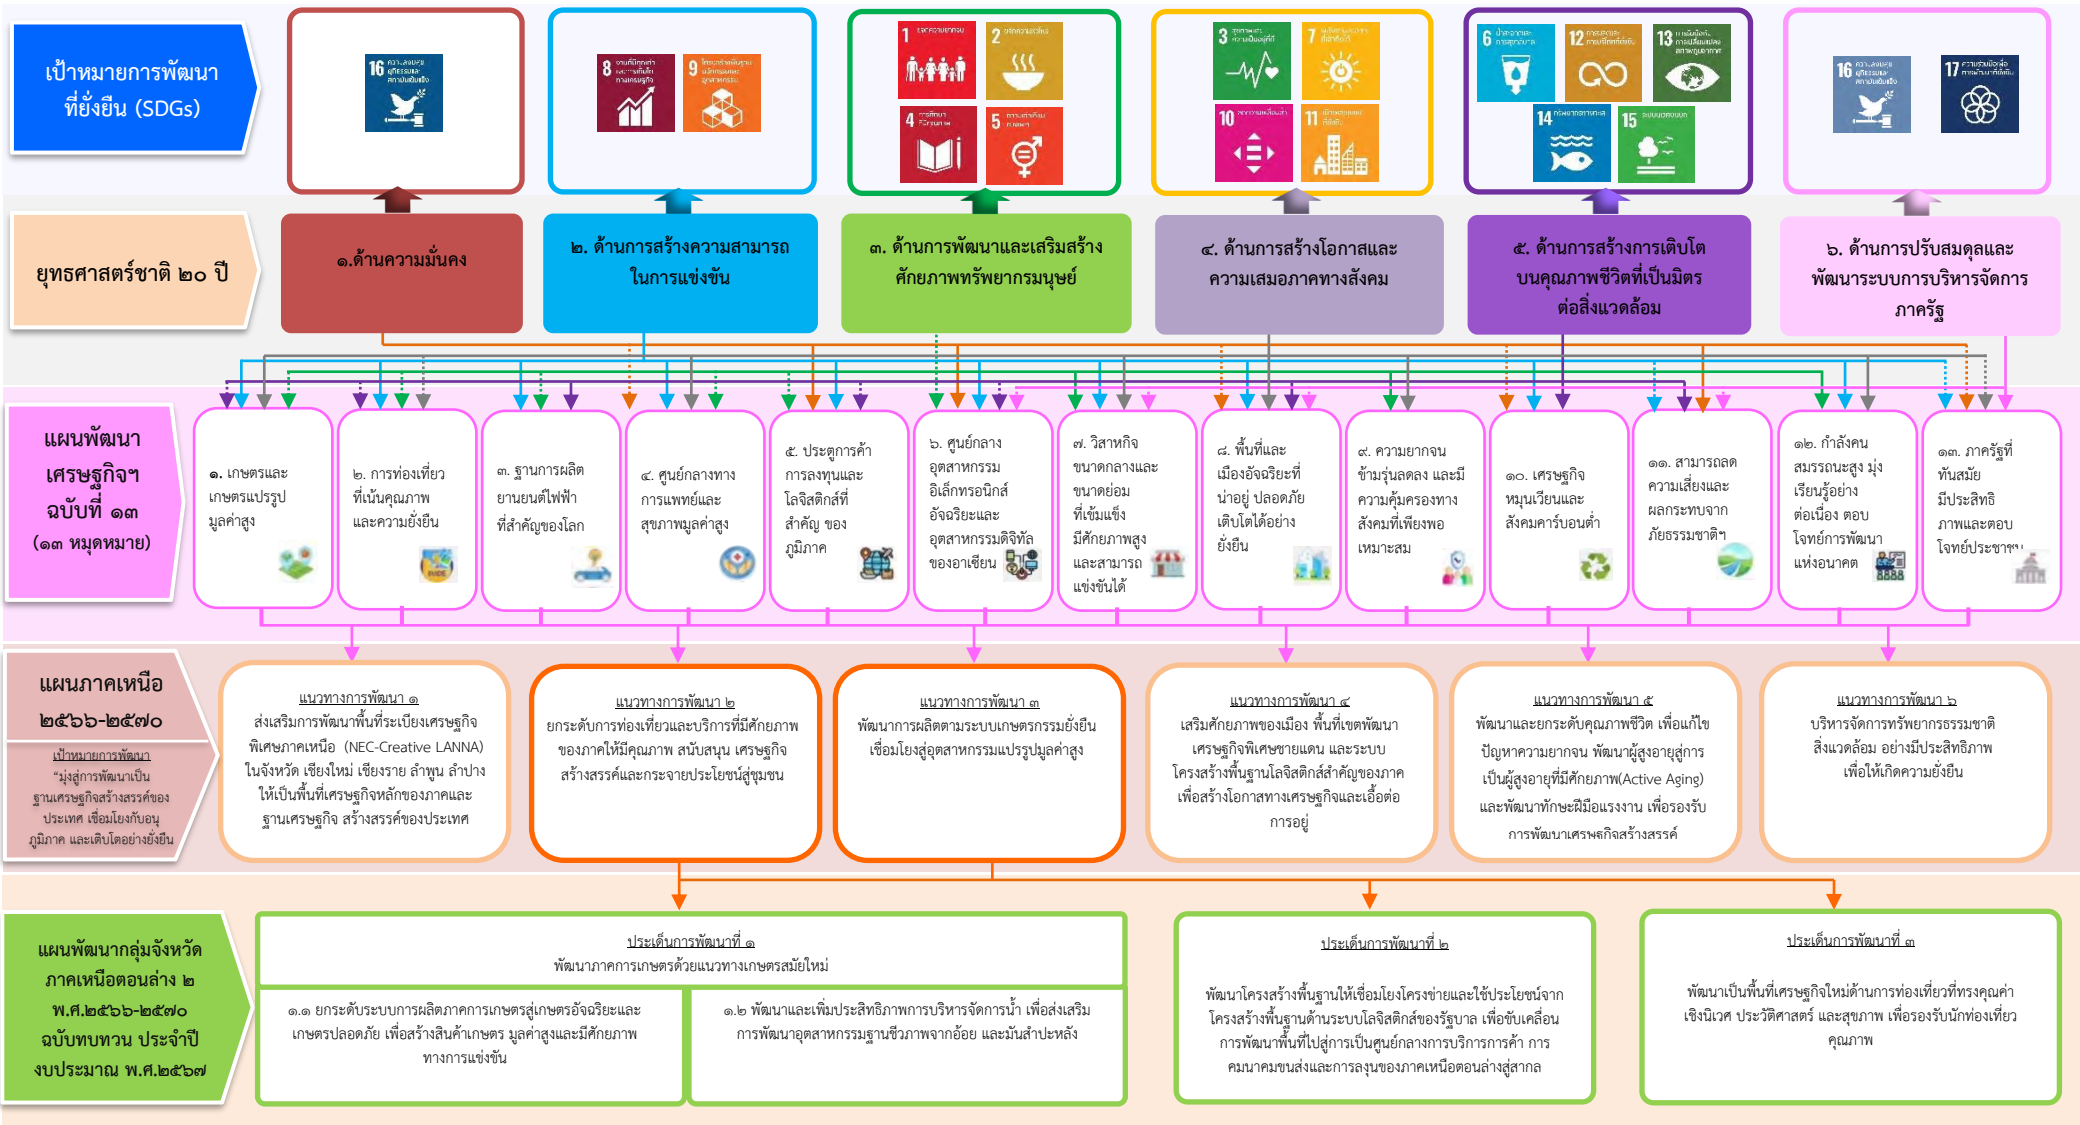 เป้าหมายการพัฒนา
ที่ยั่งยืน (SDGs)
16
8
9
1
2
4
5
3
7
10
11
6
12
13
14
15
16
17
ยุทธศาสตร์ชาติ ๒๐ ปี
๑.ด้านความมั่นคง
๒. ด้านการสร้างความสามารถ
ในการแข่งขัน
๓. ด้านการพัฒนาและเสริมสร้าง
ศักยภาพทรัพยากรมนุษย์
๔. ด้านการสร้างโอกาสและ
ความเสมอภาคทางสังคม
๕. ด้านการสร้างการเติบโต
บนคุณภาพชีวิตที่เป็นมิตร
ต่อสิ่งแวดล้อม
๖. ด้านการปรับสมดุลและ
พัฒนาระบบการบริหารจัดการ
ภาครัฐ
แผนพัฒนา
เศรษฐกิจฯ
ฉบับที่ ๑๓
(๑๓ หมุดหมาย)
๑. เกษตรและ
เกษตรแปรรูป
มูลค่าสูง
๒. การท่องเที่ยว
ที่เน้นคุณภาพ
และความยั่งยืน
GUIDE
๓. ฐานการผลิต
ยานยนต์ไฟฟ้า
ที่สำคัญของโลก
๔. ศูนย์กลางทาง
การแพทย์และ
สุขภาพมูลค่าสูง
๕. ประตูการค้า
การลงทุนและ
โลจิสติกส์ที่
สำคัญ ของ
ภูมิภาค
๖. ศูนย์กลาง
อุตสาหกรรม
อิเล็กทรอนิกส์
อัจฉริยะและ
อุตสาหกรรมดิจิทัล
ของอาเซียน
๗. วิสาหกิจ
ขนาดกลางและ
ขนาดย่อม
ที่เข้มแข็ง
มีศักยภาพสูง
และสามารถ
แข่งขันได้
๘. พื้นที่และ
เมืองอัจฉริยะที่
น่าอยู่ ปลอดภัย
เติบโตได้อย่าง
ยั่งยืน
๙. ความยากจน
ข้ามรุ่นลดลง และมี
ความคุ้มครองทาง
สังคมที่เพียงพอ
เหมาะสม
๑๐. เศรษฐกิจ
หมุนเวียนและ
สังคมคาร์บอนต่ำ
๑๑. สามารถลด
ความเสี่ยงและ
ผลกระทบจาก
ภัยธรรมชาติฯ
๑๒. กำลังคน
สมรรถนะสูง มุ่ง
เรียนรู้อย่าง
ต่อเนื่อง ตอบ
โจทย์การพัฒนา
แห่งอนาคต
๑๓. ภาครัฐที่
ทันสมัย
มีประสิทธิ
ภาพและตอบ
โจทย์ประชาชน
แผนภาคเหนือ
๒๕๖๖-๒๕๗๐
เป้าหมายการพัฒนา
“มุ่งสู่การพัฒนาเป็น
ฐานเศรษฐกิจสร้างสรรค์ของ
ประเทศ เชื่อมโยงกับอนุ
ภูมิภาค และเติบโตอย่างยั่งยืน
แนวทางการพัฒนา ๑
ส่งเสริมการพัฒนาพื้นที่ระเบียงเศรษฐกิจ
พิเศษภาคเหนือ (NEC-Creative LANNA)
ในจังหวัด เชียงใหม่ เชียงราย ลำพูน ลำปาง
ให้เป็นพื้นที่เศรษฐกิจหลักของภาคและ
ฐานเศรษฐกิจ สร้างสรรค์ของประเทศ
แนวทางการพัฒนา ๒
ยกระดับการท่องเที่ยวและบริการที่มีศักยภาพ
ของภาคให้มีคุณภาพ สนับสนุน เศรษฐกิจ
สร้างสรรค์และกระจายประโยชน์สู่ชุมชน
แนวทางการพัฒนา ๓
พัฒนาการผลิตตามระบบเกษตรกรรมยั่งยืน
เชื่อมโยงสู่อุตสาหกรรมแปรรูปมูลค่าสูง
แนวทางการพัฒนา ๔
เสริมศักยภาพของเมือง พื้นที่เขตพัฒนา
เศรษฐกิจพิเศษชายแดน และระบบ
โครงสร้างพื้นฐานโลจิสติกส์สำคัญของภาค
เพื่อสร้างโอกาสทางเศรษฐกิจและเอื้อต่อ
การอยู่
แนวทางการพัฒนา ๕
พัฒนาและยกระดับคุณภาพชีวิต เพื่อแก้ไข
ปัญหาความยากจน พัฒนาผู้สูงอายุสู่การ
เป็นผู้สูงอายุที่มีศักยภาพ(Active Aging)
และพัฒนาทักษะฝีมือแรงงาน เพื่อรองรับ
การพัฒนาเศรษฐกิจสร้างสรรค์
แนวทางการพัฒนา ๖
บริหารจัดการทรัพยากรธรรมชาติ
สิ่งแวดล้อม อย่างมีประสิทธิภาพ
เพื่อให้เกิดความยั่งยืน
แผนพัฒนากลุ่มจังหวัด
ภาคเหนือตอนล่าง ๒
พ.ศ.๒๕๖๖-๒๕๗๐
ฉบับทบทวน ประจำปี
งบประมาณ พ.ศ.๒๕๖๗
ประเด็นการพัฒนาที่ ๑
พัฒนาภาคการเกษตรด้วยแนวทางเกษตรสมัยใหม่
๑.๑ ยกระดับระบบการผลิตภาคการเกษตรสู่เกษตรอัจฉริยะและ
เกษตรปลอดภัย เพื่อสร้างสินค้าเกษตร มูลค่าสูงและมีศักยภาพ
ทางการแข่งขัน
๑.๒ พัฒนาและเพิ่มประสิทธิภาพการบริหารจัดการน้ำ เพื่อส่งเสริม
การพัฒนาอุตสาหกรรมฐานชีวภาพจากอ้อย และมันสำปะหลัง
ประเด็นการพัฒนาที่ ๒
พัฒนาโครงสร้างพื้นฐานให้เชื่อมโยงโครงข่ายและใช้ประโยชน์จาก
โครงสร้างพื้นฐานด้านระบบโลจิสติกส์ของรัฐบาล เพื่อขับเคลื่อน
การพัฒนาพื้นที่ไปสู่การเป็นศูนย์กลางการบริการการค้า การ
คมนาคมขนส่งและการลงุนของภาคเหนือตอนล่างสู่สากล
ประเด็นการพัฒนาที่ ๓
พัฒนาเป็นพื้นที่เศรษฐกิจใหม่ด้านการท่องเที่ยวที่ทรงคุณค่า
เชิงนิเวศ ประวัติศาสตร์ และสุขภาพ เพื่อรองรับนักท่องเที่ยว
คุณภาพ